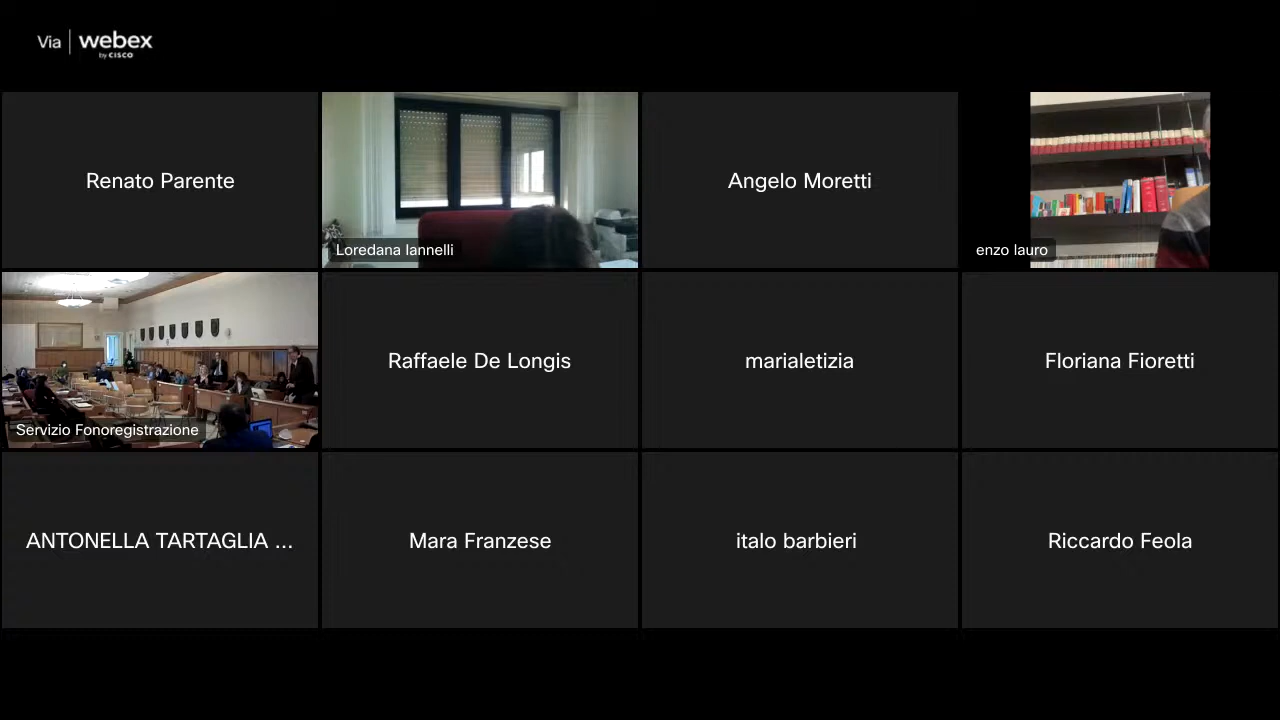 Via | webex
by CISCO
Renato Parente
Loredana Iannelli
Angelo Moretti
enzo lauro
Servizio Fonoregistrazione
Raffaele De Longis
marialetizia
Floriana Fioretti
ANTONELLA TARTAGLIA ...
Mara Franzese
italo barbieri
Riccardo Feola